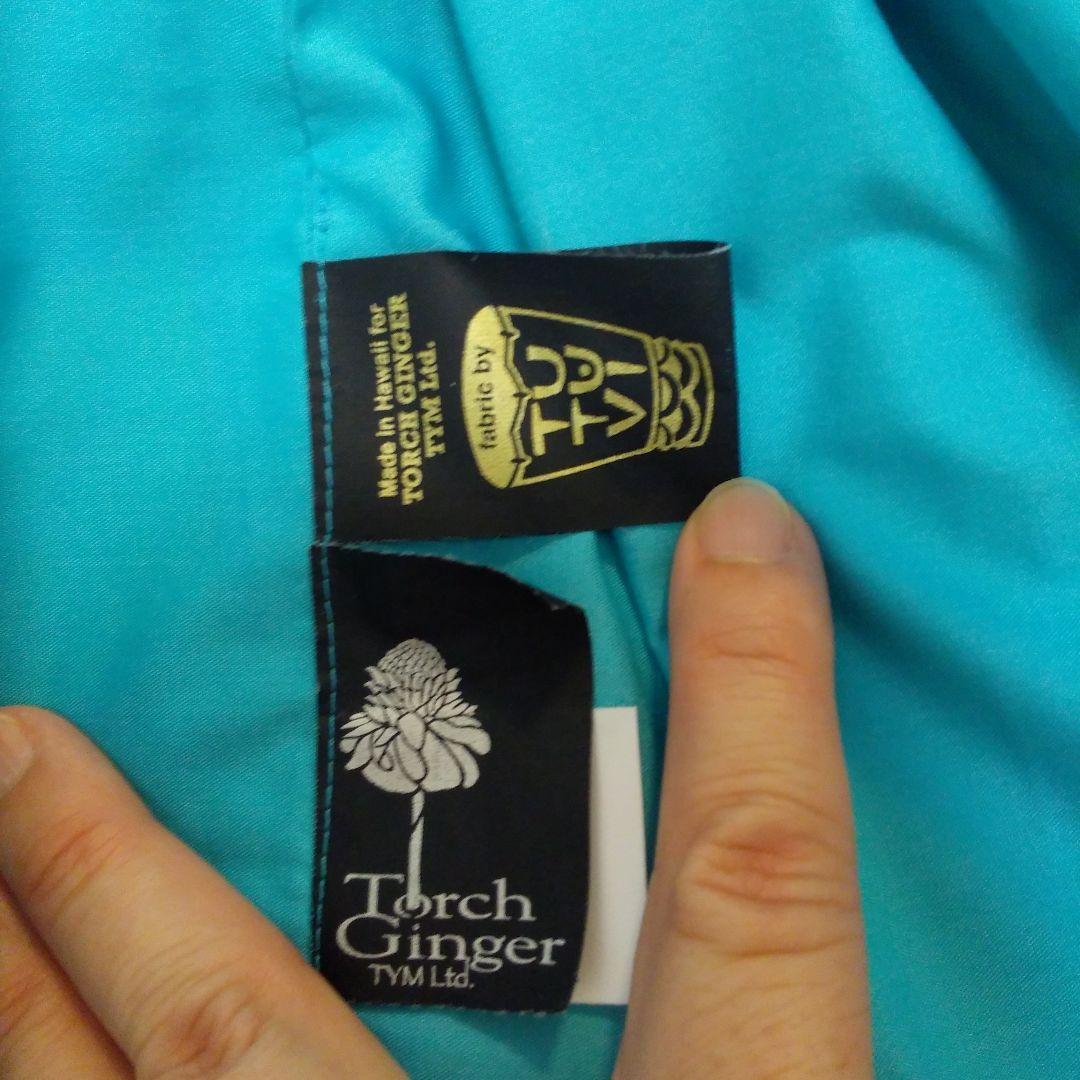 Made in Hawaii for
TORCH GINGER
TYM Ltd.
fabric by
TU
TU
VI
Torch
Ginger
TYM Ltd.